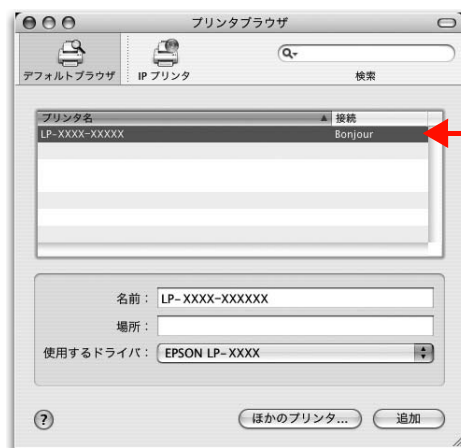 プリンタブラウザ
デフォルトブラウザ IP プリンタ 検索
プリンタ名 接続
LP-XXXX-XXXXX Bonjour
名前： LP-XXXX-XXXXXX
場所：
使用するドライバ： EPSON LP-XXXX
? ほかのプリンタ... 追加